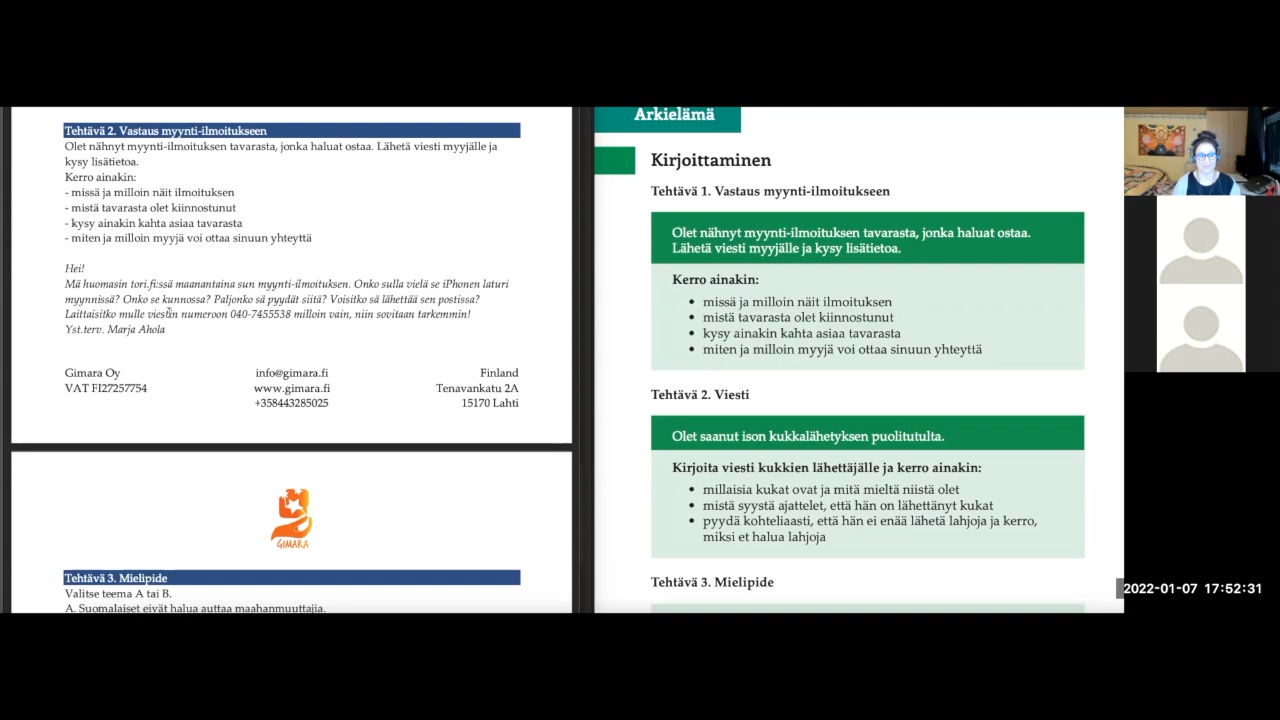 Tehtävä 2. Vastaus myynti-ilmoitukseen
Olet nähnyt myynti-ilmoituksen tavarasta, jonka haluat ostaa. Lähetä viesti myyjälle ja
kysy lisätietoa.
Kerro ainakin:
- missä ja milloin näit ilmoituksen
- mistä tavarasta olet kiinnostunut
- kysy ainakin kahta asiaa tavarasta
- miten ja milloin myyjä voi ottaa sinuun yhteyttä
Hei!
Mä huomasin tori.fi:ssä maanantaina sun myynti-ilmoituksen. Onko sulla vielä se iPhonen laturi
myynnissä? Onko se kunnossa? Paljonko sä pyydät siitä? Voisitko sä lähettää sen postissa?
Laittaisitko mulle viestin numeroon 040-7455538 milloin vain, niin sovitaan tarkemmin!
Yst.terv. Marja Ahola
Gimara Oy info@gimara.fi Finland
VAT FI27257754 www.gimara.fi Tenavankatu 2A
+358443285025 15170 Lahti
GIMARA
Tehtävä 3. Mielipide
Valitse teema A tai B.
A. Suomalaiset eivät halua auttaa maahanmuuttajia.
Arkielämä
Kirjoittaminen
Tehtävä 1. Vastaus myynti-ilmoitukseen
Olet nähnyt myynti-ilmoituksen tavarasta, jonka haluat ostaa.
Lähetä viesti myyjälle ja kysy lisätietoa.
Kerro ainakin:
• missä ja milloin näit ilmoituksen
• mistä tavarasta olet kiinnostunut
• kysy ainakin kahta asiaa tavarasta
• miten ja milloin myyjä voi ottaa sinuun yhteyttä
Tehtävä 2. Viesti
Olet saanut ison kukkalähetyksen puolitutulta.
Kirjoita viesti kukkien lähettäjälle ja kerro ainakin:
• millaisia kukat ovat ja mitä mieltä niistä olet
• mistä syystä ajattelet, että hän on lähettänyt kukat
• pyydä kohteliaasti, että hän ei enää lähetä lahjoja ja kerro,
miksi et halua lahjoja
Tehtävä 3. Mielipide
2022-01-07 17:52:31